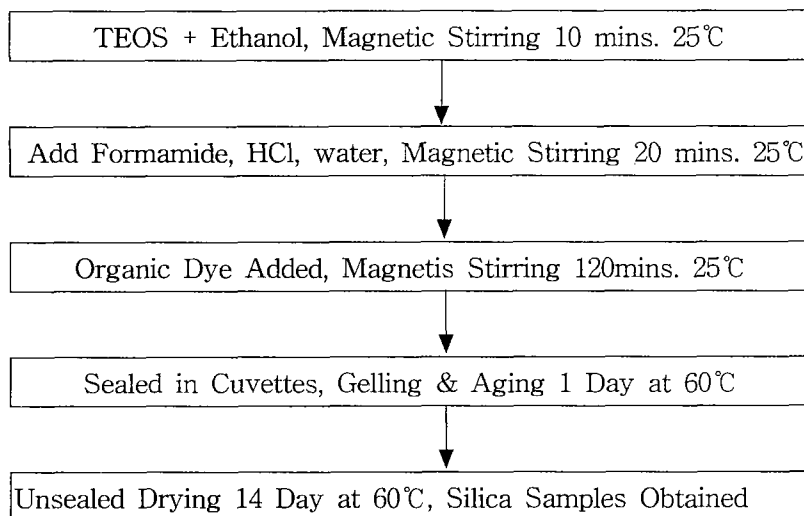 TEOS + Ethanol, Magnetic Stirring 10 mins. 25℃
Add Formamide, HCl, water, Magnetic Stirring 20 mins. 25℃
Organic Dye Added, Magnetis Stirring 120mins. 25℃
Sealed in Cuvettes, Gelling & Aging 1 Day at 60℃
Unsealed Drying 14 Day at 60℃, Silica Samples Obtained